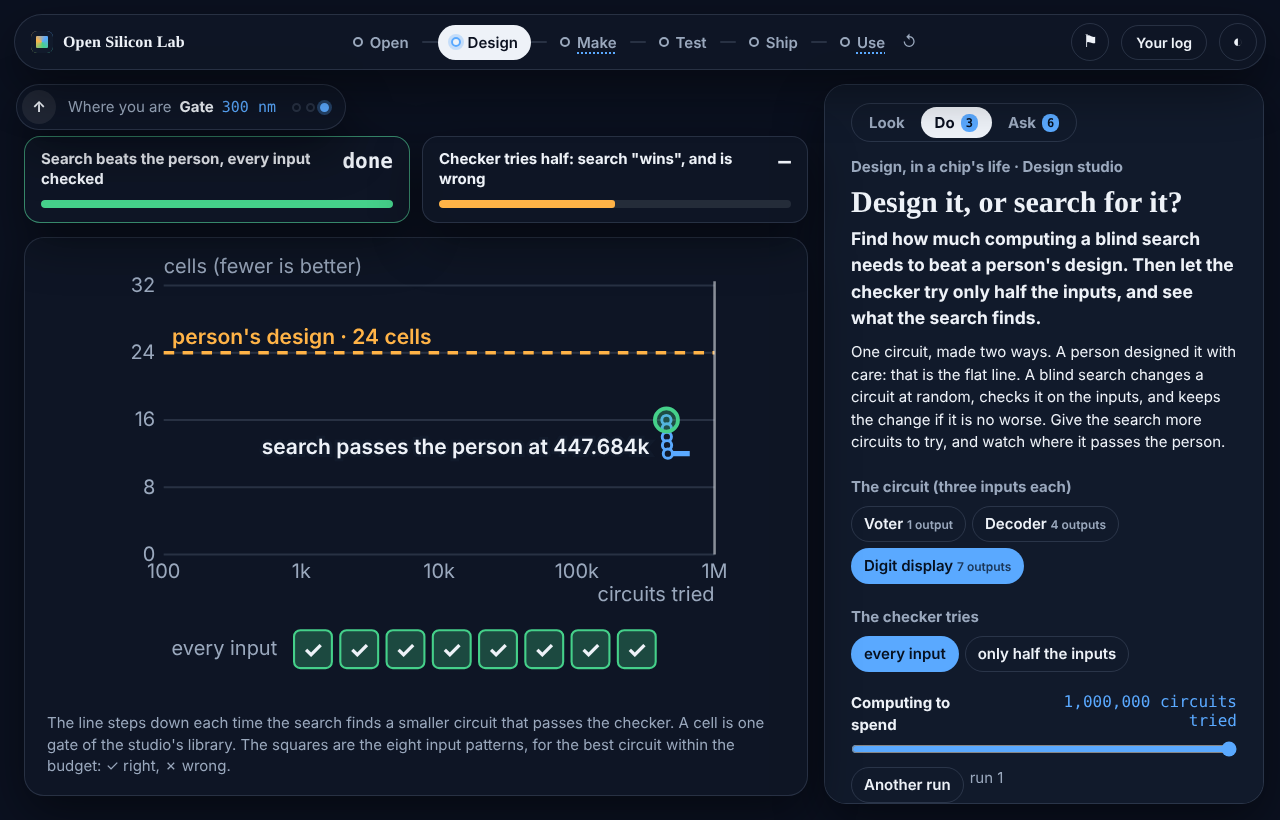 Open Silicon Lab
Open
Design
Make
Test
Ship
Use
Your log
Where you are Gate 300 nm
Search beats the person, every input
checked
done
Checker tries half: search "wins", and is
wrong
–
cells (fewer is better)
32
person's design · 24 cells
24
16
search passes the person at 447.684k
8
0
100
1k
10k
100k
1M
circuits tried
every input
The line steps down each time the search finds a smaller circuit that passes the checker. A cell is one
gate of the studio's library. The squares are the eight input patterns, for the best circuit within the
budget: ✓ right, × wrong.
Look
Do 3
Ask 6
Design, in a chip's life · Design studio
Design it, or search for it?
Find how much computing a blind search
needs to beat a person's design. Then let the
checker try only half the inputs, and see
what the search finds.
One circuit, made two ways. A person designed it with
care: that is the flat line. A blind search changes a
circuit at random, checks it on the inputs, and keeps
the change if it is no worse. Give the search more
circuits to try, and watch where it passes the person.
The circuit (three inputs each)
Voter 1 output
Decoder 4 outputs
Digit display 7 outputs
The checker tries
every input
only half the inputs
Computing to
spend
1,000,000 circuits
tried
Another run
run 1